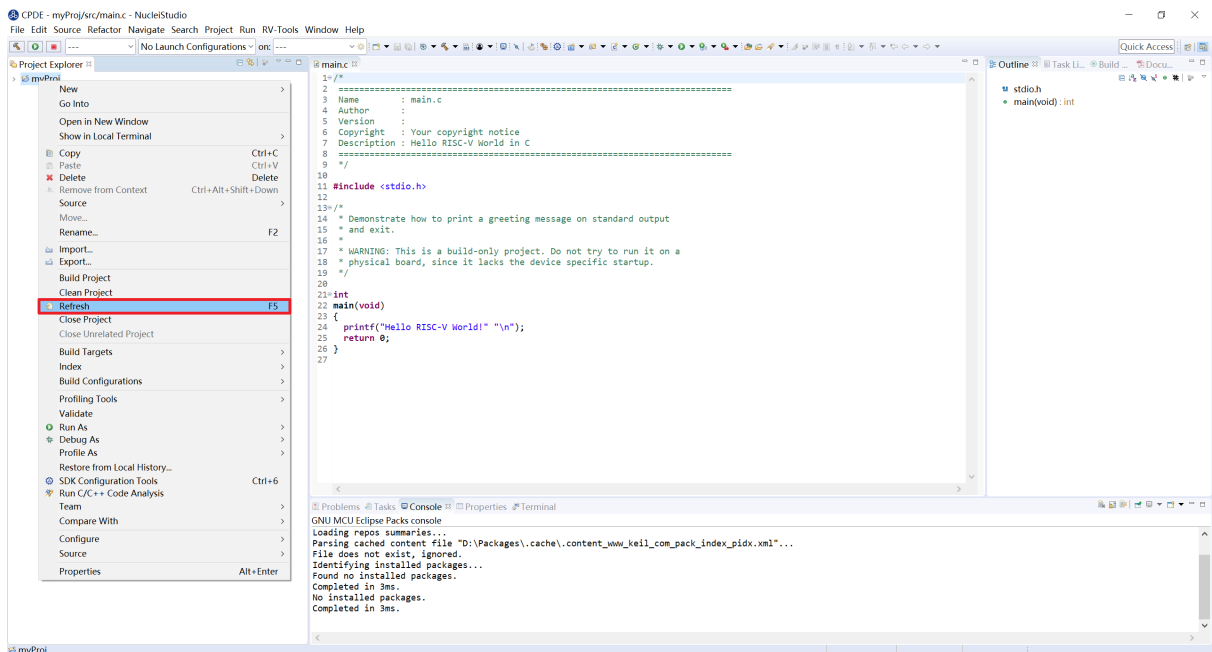 CPDE - myProj/src/main.c - NucleiStudio
File Edit Source Refactor Navigate Search Project Run RV-Tools Window Help
--- No Launch Configurations on: --- Quick Access
Project Explorer
myProj
New
Go Into
Open in New Window
Show in Local Terminal
Copy Ctrl+C
Paste Ctrl+V
Delete Delete
Remove from Context Ctrl+Alt+Shift+Down
Source
Move...
Rename... F2
Import...
Export...
Build Project
Clean Project
Refresh F5
Close Project
Close Unrelated Project
Build Targets
Index
Build Configurations
Profiling Tools
Validate
Run As
Debug As
Profile As
Restore from Local History...
SDK Configuration Tools Ctrl+6
Run C/C++ Code Analysis
Team
Compare With
Configure
Source
Properties Alt+Enter
main.c
1 /*
2 ============================================================================
3 Name : main.c
4 Author :
5 Version :
6 Copyright : Your copyright notice
7 Description : Hello RISC-V World in C
8 ============================================================================
9 */
10
11 #include <stdio.h>
12
13 /*
14 * Demonstrate how to print a greeting message on standard output
15 * and exit.
16 *
17 * WARNING: This is a build-only project. Do not try to run it on a
18 * physical board, since it lacks the device specific startup.
19 */
20
21 int
22 main(void)
23 {
24 printf("Hello RISC-V World!" "\n");
25 return 0;
26 }
27
Outline Task Li... Build ... Docu...
stdio.h
main(void) : int
Problems Tasks Console Properties Terminal
GNU MCU Eclipse Packs console
Loading repos summaries...
Parsing cached content file "D:\Packages\.cache\.content_www_keil_com_pack_index_pidx.xml"...
File does not exist, ignored.
Identifying installed packages...
Found no installed packages.
Completed in 3ms.
No installed packages.
Completed in 3ms.
myProj